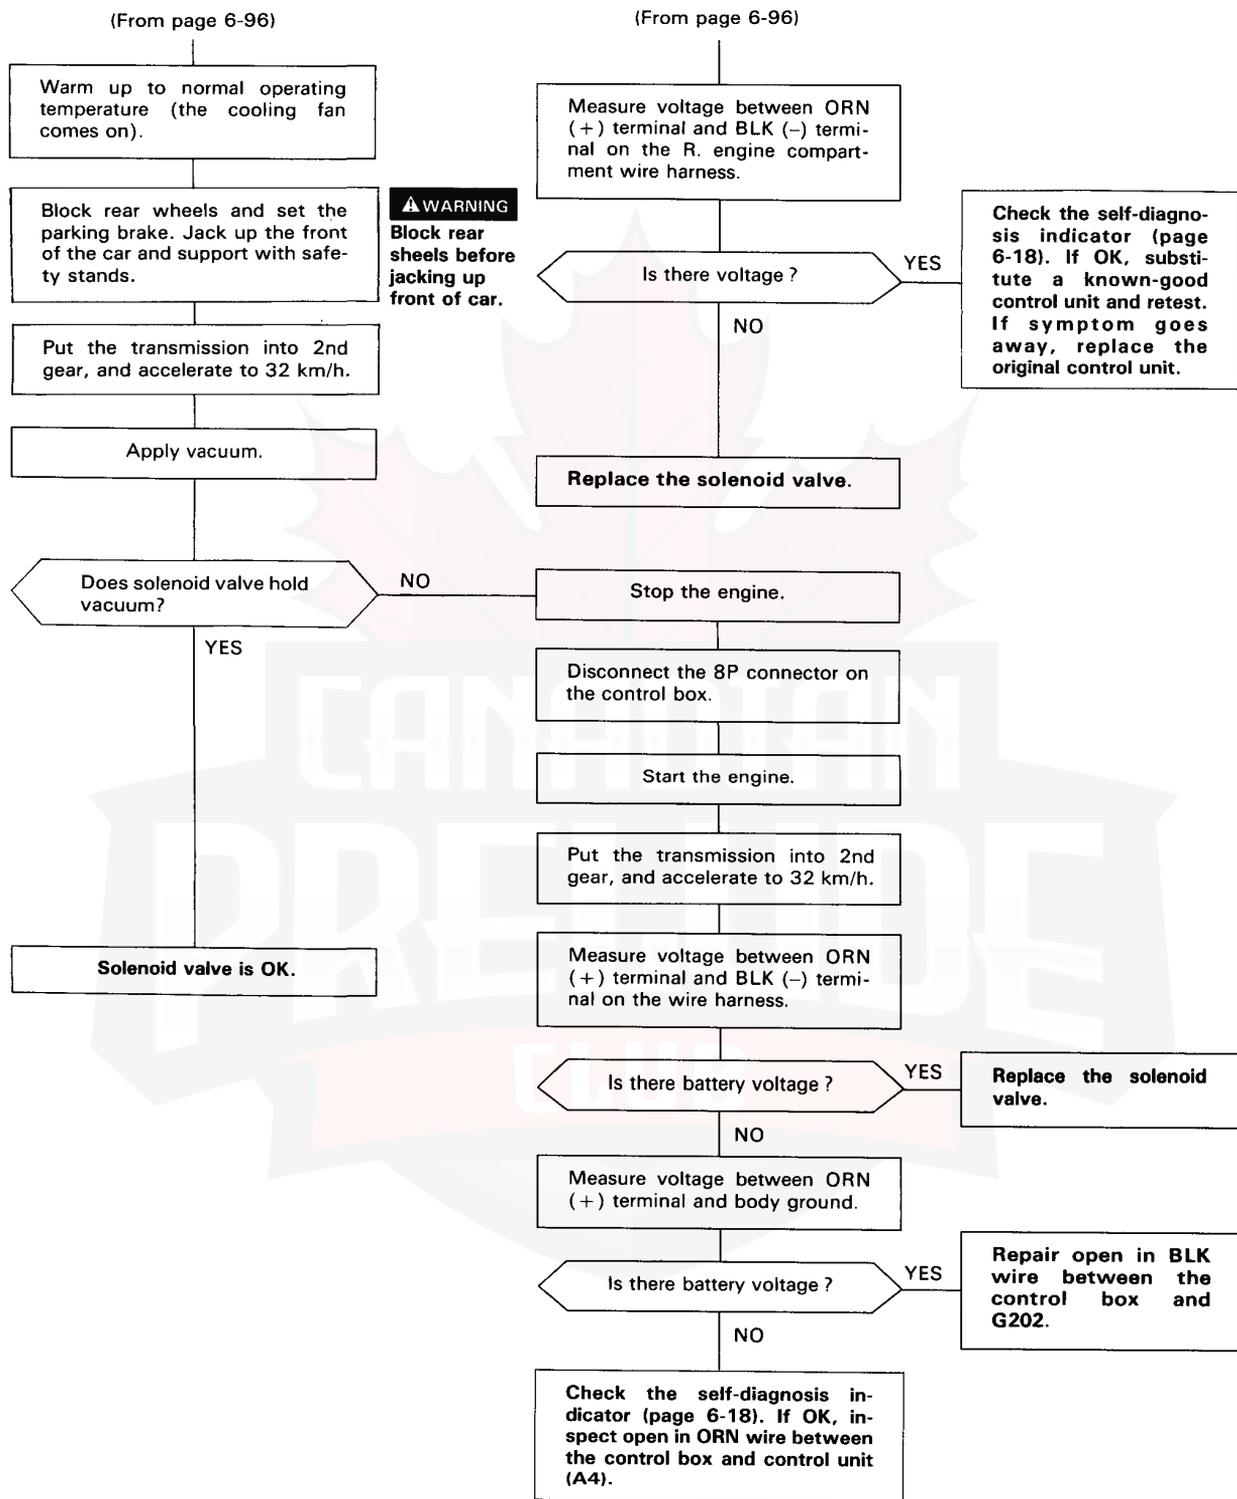 (From page 6-96)
Warm up to normal operating
temperature (the cooling fan
comes on).
Block rear wheels and set the
parking brake. Jack up the front
of the car and support with safe-
ty stands.
⚠WARNING
Block rear
sheels before
jacking up
front of car.
Put the transmission into 2nd
gear, and accelerate to 32 km/h.
Apply vacuum.
Does solenoid valve hold
vacuum?
NO
YES
Solenoid valve is OK.
(From page 6-96)
Measure voltage between ORN
(+) terminal and BLK (–) termi-
nal on the R. engine compart-
ment wire harness.
Is there voltage?
YES
Check the self-diagno-
sis indicator (page
6-18). If OK, substi-
tute a known-good
control unit and retest.
If symptom goes
away, replace the
original control unit.
NO
Replace the solenoid valve.
Stop the engine.
Disconnect the 8P connector on
the control box.
Start the engine.
Put the transmission into 2nd
gear, and accelerate to 32 km/h.
Measure voltage between ORN
(+) terminal and BLK (–) termi-
nal on the wire harness.
Is there battery voltage?
YES
Replace the solenoid
valve.
NO
Measure voltage between ORN
(+) terminal and body ground.
Is there battery voltage?
YES
Repair open in BLK
wire between the
control box and
G202.
NO
Check the self-diagnosis in-
dicator (page 6-18). If OK, in-
spect open in ORN wire between
the control box and control unit
(A4).
CANADIAN
PRELUDE
CLUB